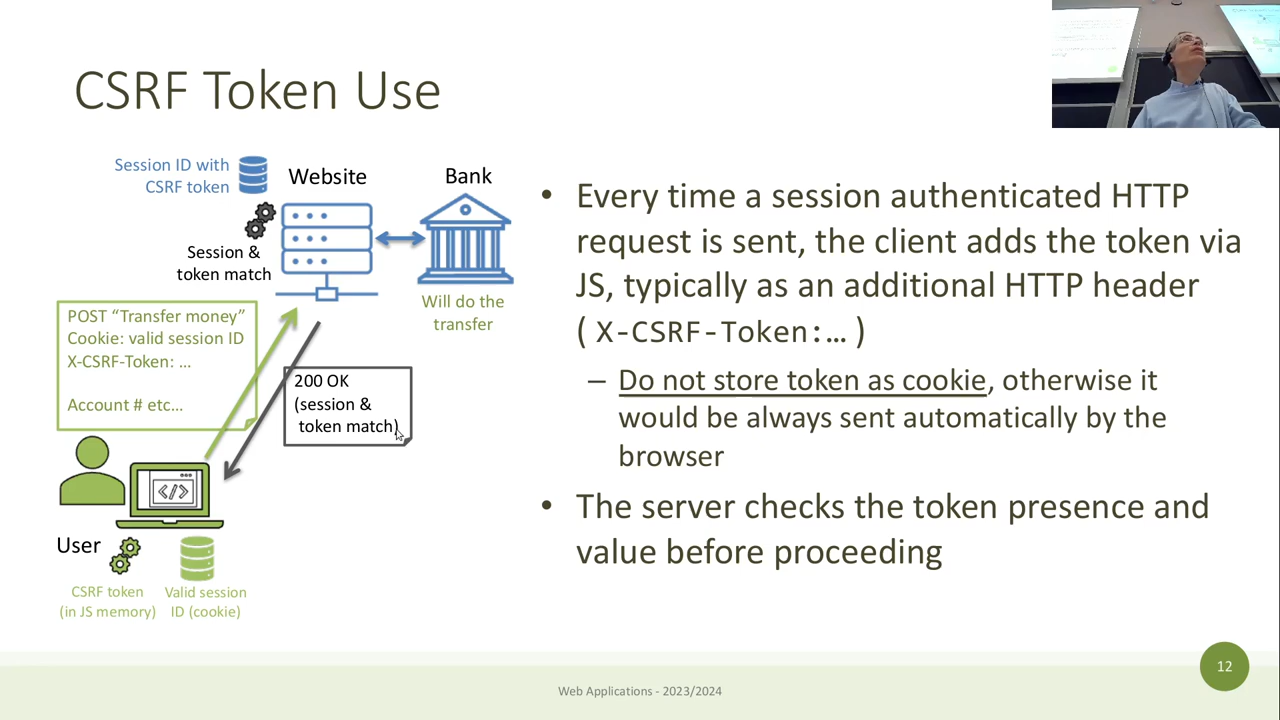 CSRF Token Use
Session ID with
CSRF token
Website
Bank
Session &
token match
Will do the
transfer
POST “Transfer money”
Cookie: valid session ID
X-CSRF-Token: …
Account # etc…
200 OK
(session &
token match)
User
CSRF token
(in JS memory)
Valid session
ID (cookie)
• Every time a session authenticated HTTP
request is sent, the client adds the token via
JS, typically as an additional HTTP header
( X-CSRF-Token:… )
– Do not store token as cookie, otherwise it
would be always sent automatically by the
browser
• The server checks the token presence and
value before proceeding
Web Applications - 2023/2024
12